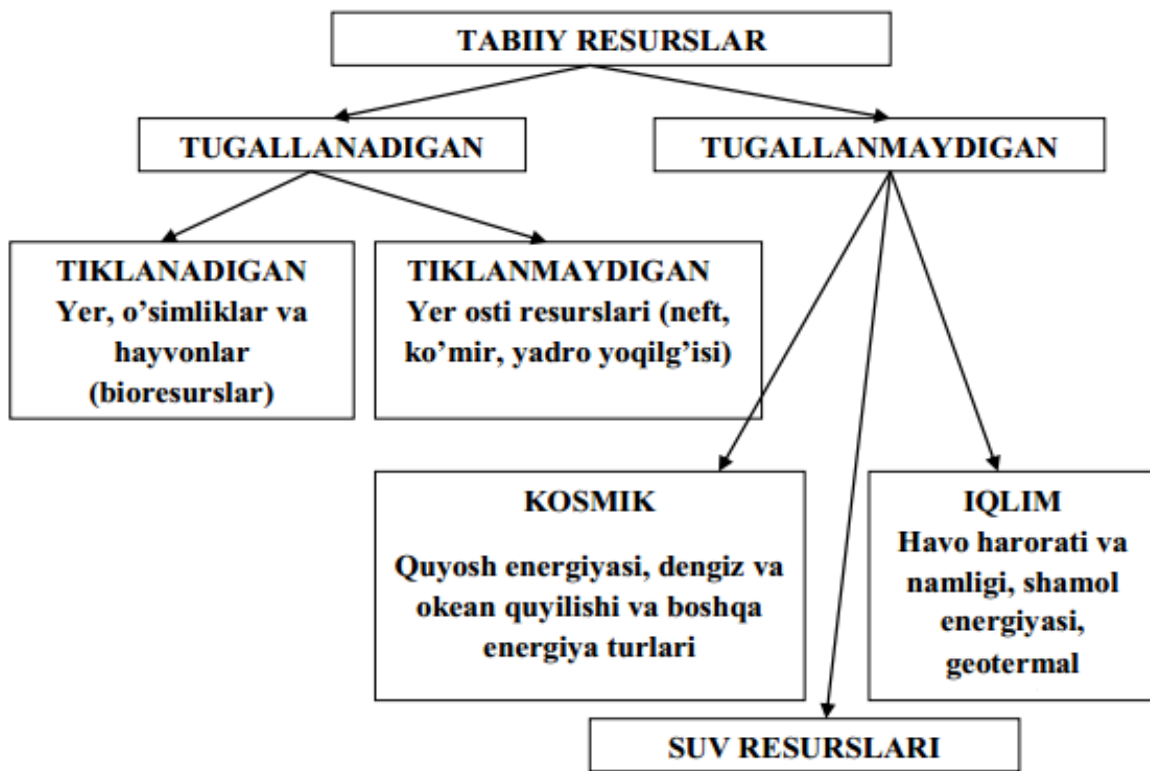 TABIIY RESURSLAR
TUGALLANADIGAN
TUGALLANMAYDIGAN
TIKLANADIGAN
Yer, o’simliklar va
hayvonlar
(bioresurslar)
TIKLANMAYDIGAN
Yer osti resurslari (neft,
ko’mir, yadro yoqilg’isi)
KOSMIK
Quyosh energiyasi, dengiz va
okean quyilishi va boshqa
energiya turlari
IQLIM
Havo harorati va
namligi, shamol
energiyasi,
geotermal
SUV RESURSLARI